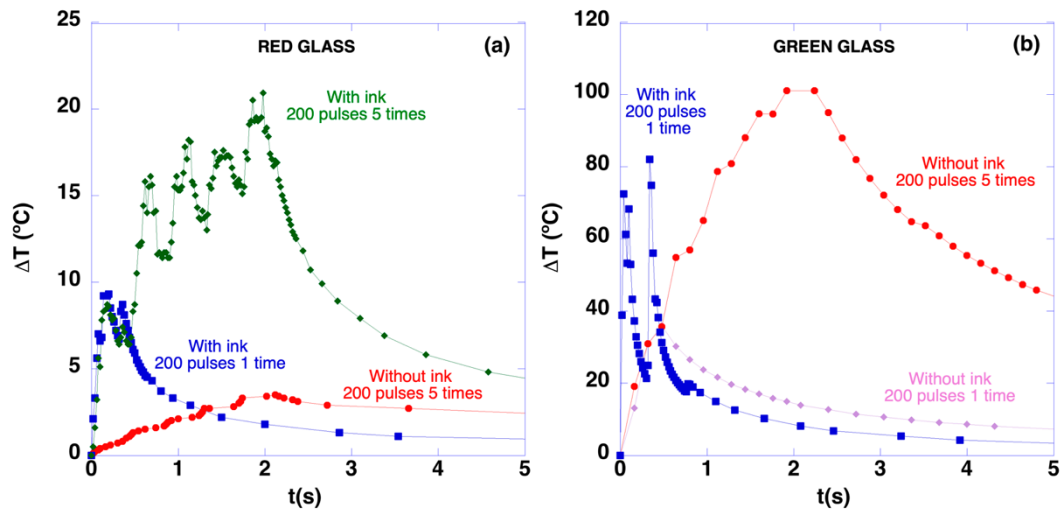 RED GLASS
(a)
25
20
15
10
5
0
ΔT (ºC)
With ink
200 pulses 5 times
With ink
200 pulses 1 time
Without ink
200 pulses 5 times
0 1 2 3 4 5
t(s)
GREEN GLASS
(b)
120
100
80
60
40
20
0
ΔT (ºC)
With ink
200 pulses
1 time
Without ink
200 pulses 5 times
Without ink
200 pulses 1 time
0 1 2 3 4 5
t(s)